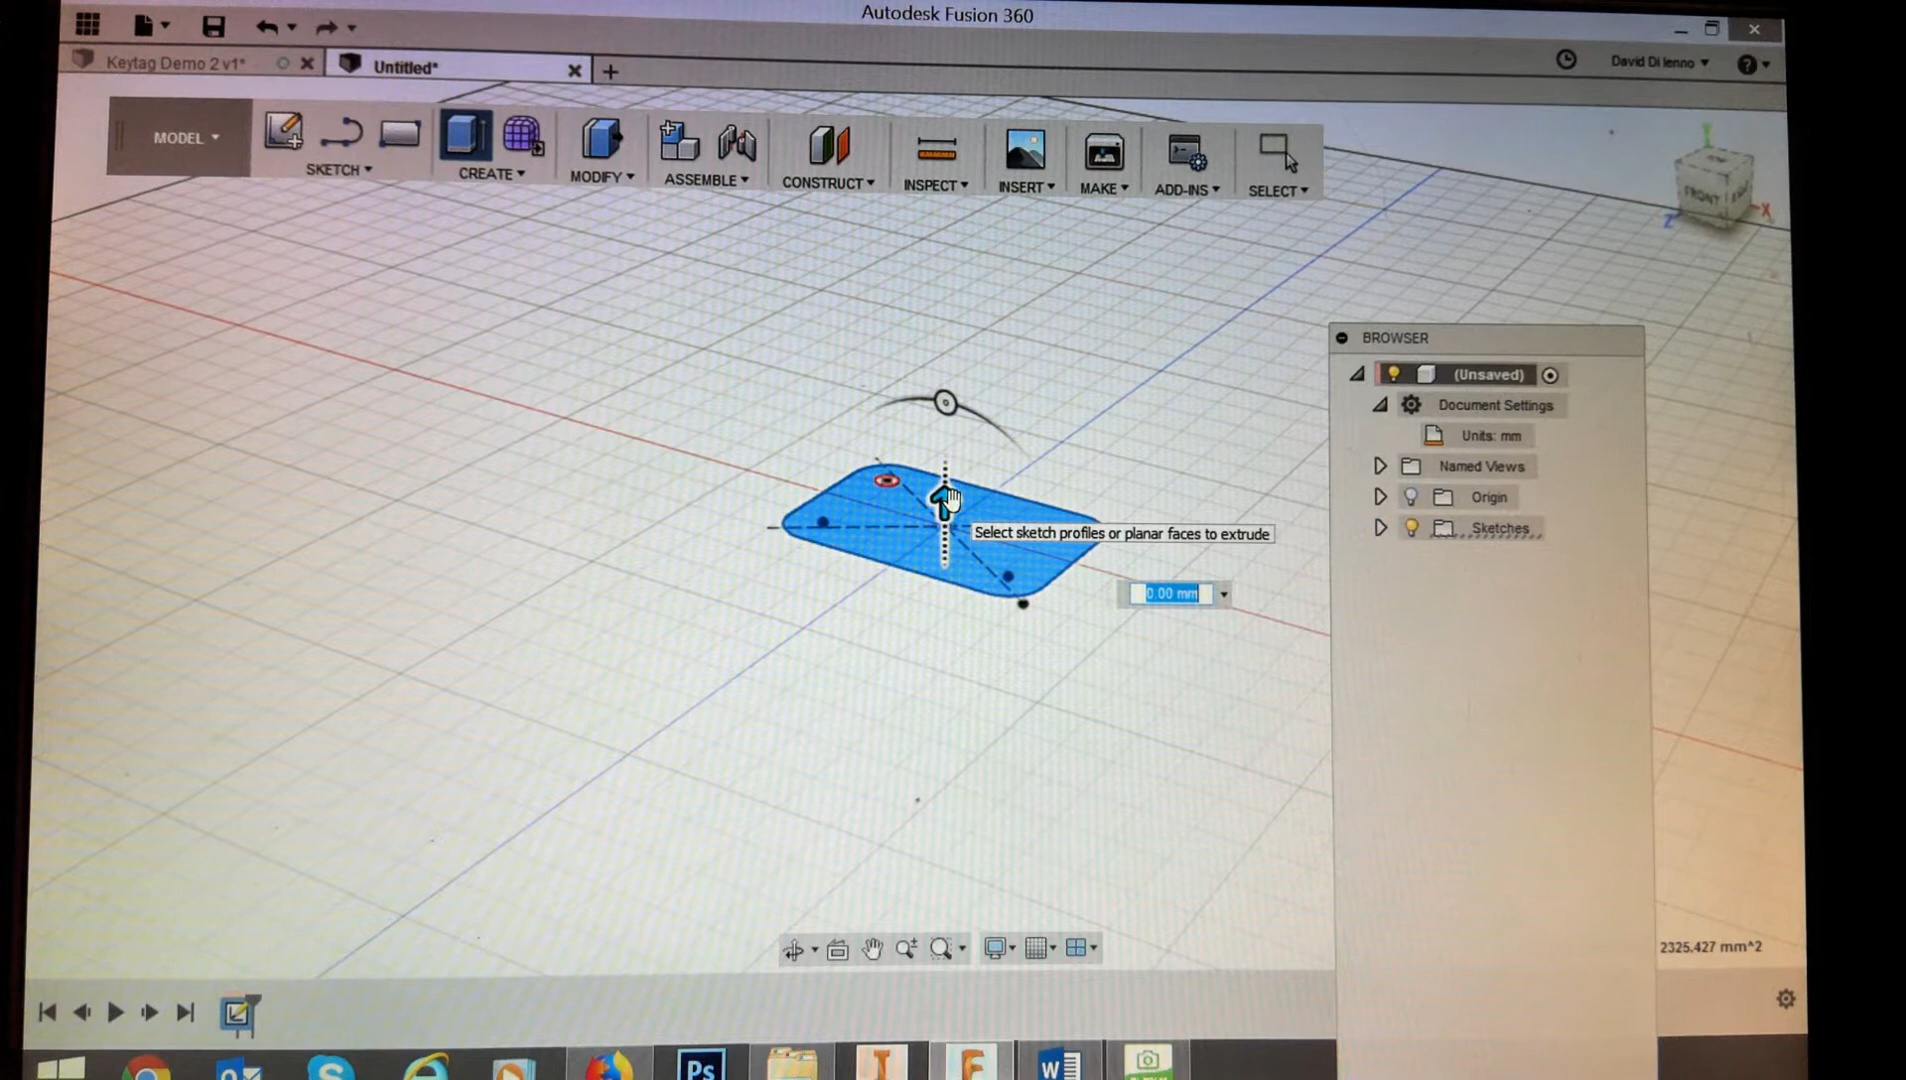 Autodesk Fusion 360
Keytag Demo 2 v1*
Untitled*
David Di Ienno
MODEL
SKETCH
CREATE
MODIFY
ASSEMBLE
CONSTRUCT
INSPECT
INSERT
MAKE
ADD-INS
SELECT
FRONT
X
Z
BROWSER
(Unsaved)
Document Settings
Units: mm
Named Views
Origin
Sketches
Select sketch profiles or planar faces to extrude
0.00 mm
2325.427 mm^2
Ps